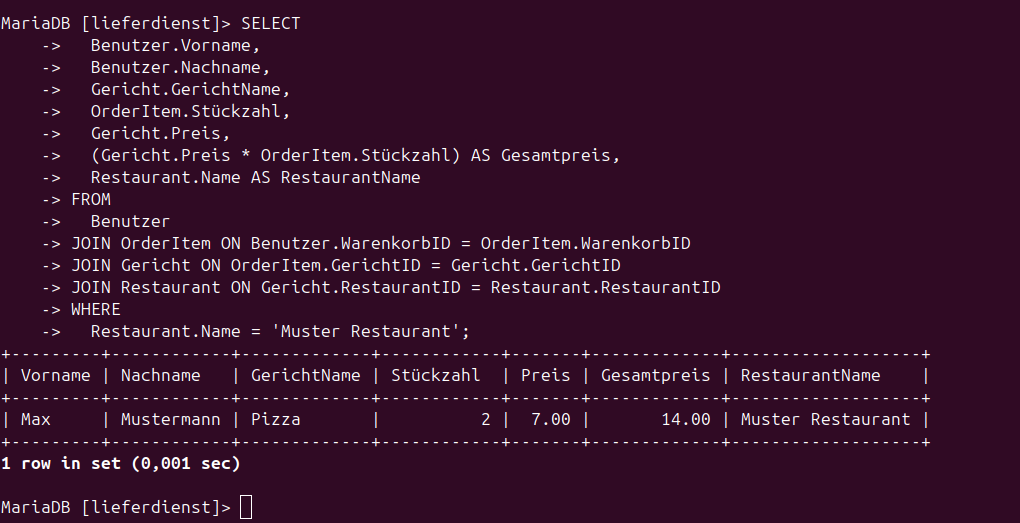 MariaDB [lieferdienst]> SELECT
    ->   Benutzer.Vorname,
    ->   Benutzer.Nachname,
    ->   Gericht.GerichtName,
    ->   OrderItem.Stückzahl,
    ->   Gericht.Preis,
    ->   (Gericht.Preis * OrderItem.Stückzahl) AS Gesamtpreis,
    ->   Restaurant.Name AS RestaurantName
    -> FROM
    ->   Benutzer
    -> JOIN OrderItem ON Benutzer.WarenkorbID = OrderItem.WarenkorbID
    -> JOIN Gericht ON OrderItem.GerichtID = Gericht.GerichtID
    -> JOIN Restaurant ON Gericht.RestaurantID = Restaurant.RestaurantID
    -> WHERE
    ->   Restaurant.Name = 'Muster Restaurant';
+---------+------------+-------------+------------+-------+-------------+-------------------+
| Vorname | Nachname   | GerichtName | Stückzahl  | Preis | Gesamtpreis | RestaurantName    |
+---------+------------+-------------+------------+-------+-------------+-------------------+
| Max     | Mustermann | Pizza       |          2 |  7.00 |       14.00 | Muster Restaurant |
+---------+------------+-------------+------------+-------+-------------+-------------------+
1 row in set (0,001 sec)

MariaDB [lieferdienst]>